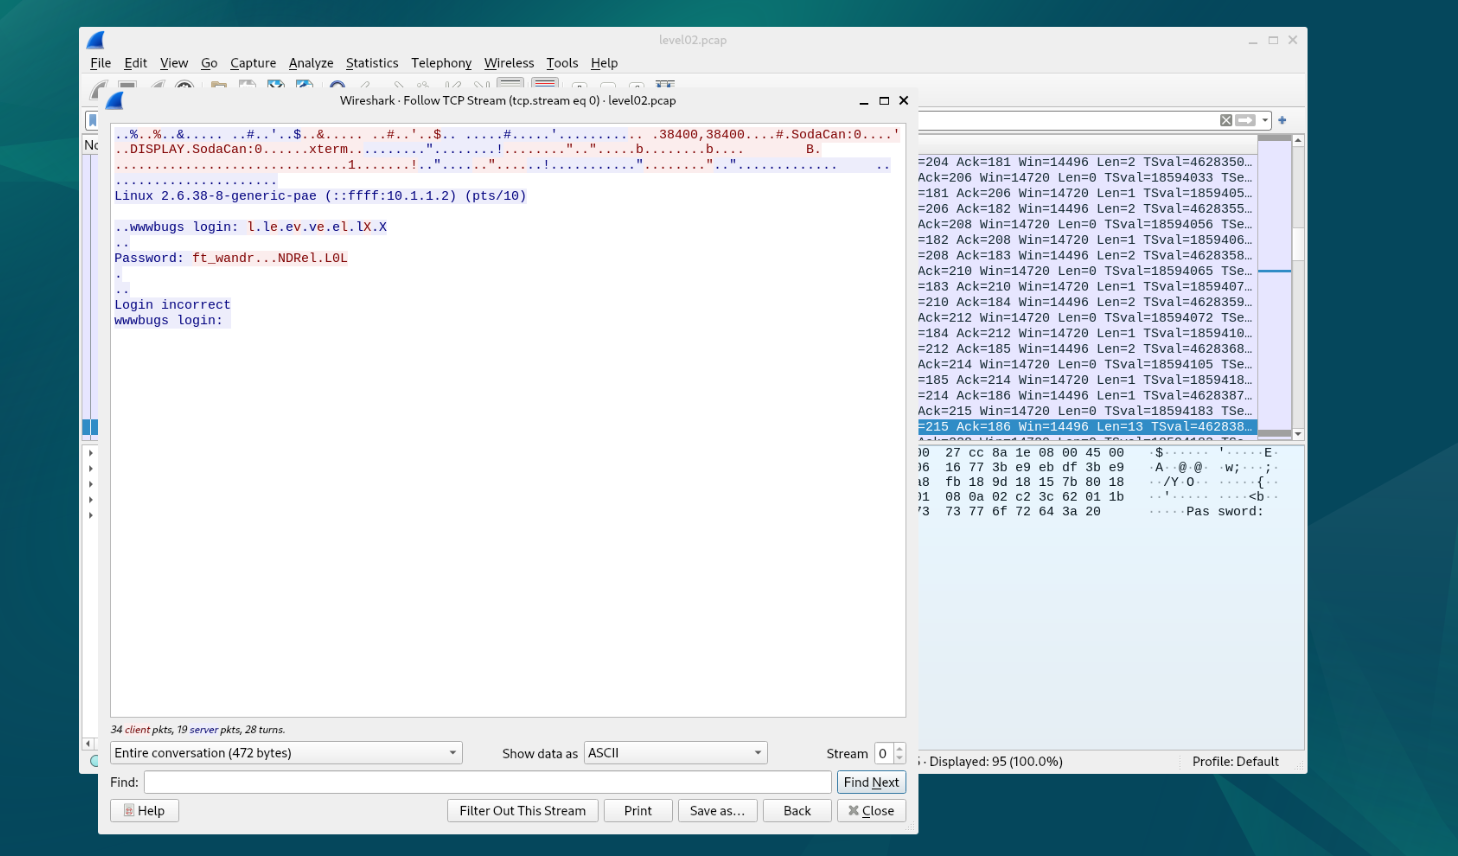 level02.pcap
File Edit View Go Capture Analyze Statistics Telephony Wireless Tools Help
Wireshark · Follow TCP Stream (tcp.stream eq 0) · level02.pcap
..%..%..&..... ..#..'..$..&..... ..#..'..$.. .....#.....'........... .38400,38400....#.SodaCan:0....'
..DISPLAY.SodaCan:0......xterm.........."........!........"..".....b........b.... B.
..............................1.......!.."......".......!..........."........".."............. ..
.....................
Linux 2.6.38-8-generic-pae (::ffff:10.1.1.2) (pts/10)
..wwwbugs login: l.le.ev.ve.el.lX.X
..
Password: ft_wandr...NDRel.L0L
.
..
Login incorrect
wwwbugs login:
34 client pkts, 19 server pkts, 28 turns.
Entire conversation (472 bytes)
Show data as ASCII
Stream 0
Find:
Find Next
Help
Filter Out This Stream
Print
Save as…
Back
Close
=204 Ack=181 Win=14496 Len=2 TSval=4628350…
Ack=206 Win=14720 Len=0 TSval=18594033 TSe…
=181 Ack=206 Win=14720 Len=1 TSval=1859405…
=206 Ack=182 Win=14496 Len=2 TSval=4628355…
Ack=208 Win=14720 Len=0 TSval=18594056 TSe…
=182 Ack=208 Win=14720 Len=1 TSval=1859406…
=208 Ack=183 Win=14496 Len=2 TSval=4628358…
Ack=210 Win=14720 Len=0 TSval=18594065 TSe…
=183 Ack=210 Win=14720 Len=1 TSval=1859407…
=210 Ack=184 Win=14496 Len=2 TSval=4628359…
Ack=212 Win=14720 Len=0 TSval=18594072 TSe…
=184 Ack=212 Win=14720 Len=1 TSval=1859410…
=212 Ack=185 Win=14496 Len=2 TSval=4628368…
Ack=214 Win=14720 Len=0 TSval=18594105 TSe…
=185 Ack=214 Win=14720 Len=1 TSval=1859418…
=214 Ack=186 Win=14496 Len=1 TSval=4628387…
Ack=215 Win=14720 Len=0 TSval=18594183 TSe…
=215 Ack=186 Win=14496 Len=13 TSval=462838…
00 27 cc 8a 1e 08 00 45 00 ·$······ '·····E·
06 16 77 3b e9 eb df 3b e9 ·A··@·@· ·w;···;·
a8 fb 18 9d 18 15 7b 80 18 ··/Y·O·· ·····{··
01 08 0a 02 c2 3c 62 01 1b ··'····· ····<b··
73 73 77 6f 72 64 3a 20 ·····Pas sword:
· Displayed: 95 (100.0%)
Profile: Default